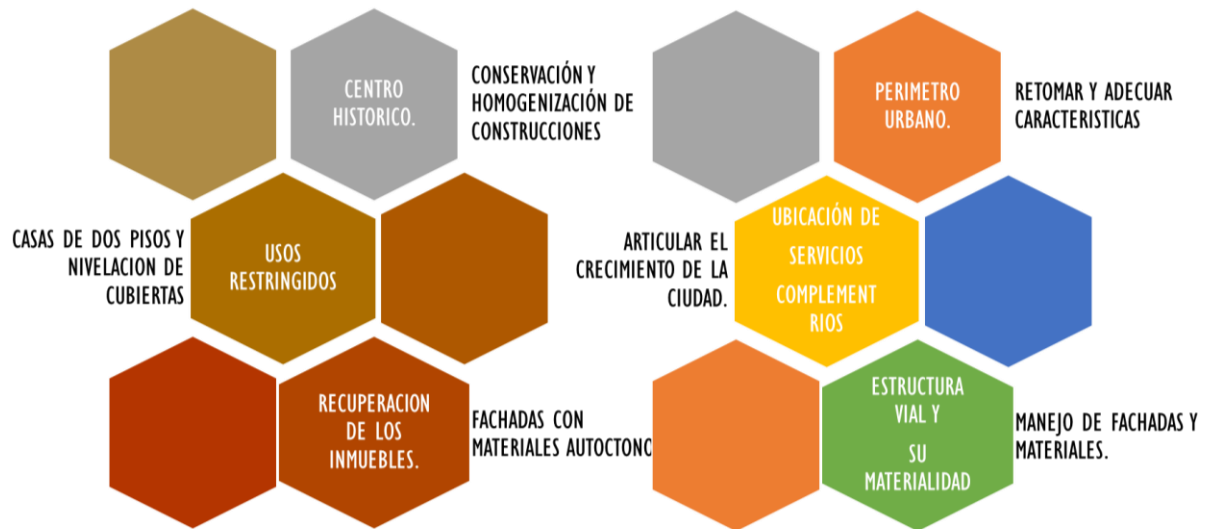 CENTRO
HISTORICO.
CONSERVACIÓN Y
HOMOGENIZACIÓN DE
CONSTRUCCIONES
CASAS DE DOS PISOS Y
NIVELACION DE
CUBIERTAS
USOS
RESTRINGIDOS
RECUPERACION
DE LOS
INMUEBLES.
FACHADAS CON
MATERIALES AUTOCTONC
PERIMETRO
URBANO.
RETOMAR Y ADECUAR
CARACTERISTICAS
ARTICULAR EL
CRECIMIENTO DE LA
CIUDAD.
UBICACIÓN DE
SERVICIOS
COMPLEMENT
RIOS
ESTRUCTURA
VIAL Y
SU
MATERIALIDAD
MANEJO DE FACHADAS Y
MATERIALES.